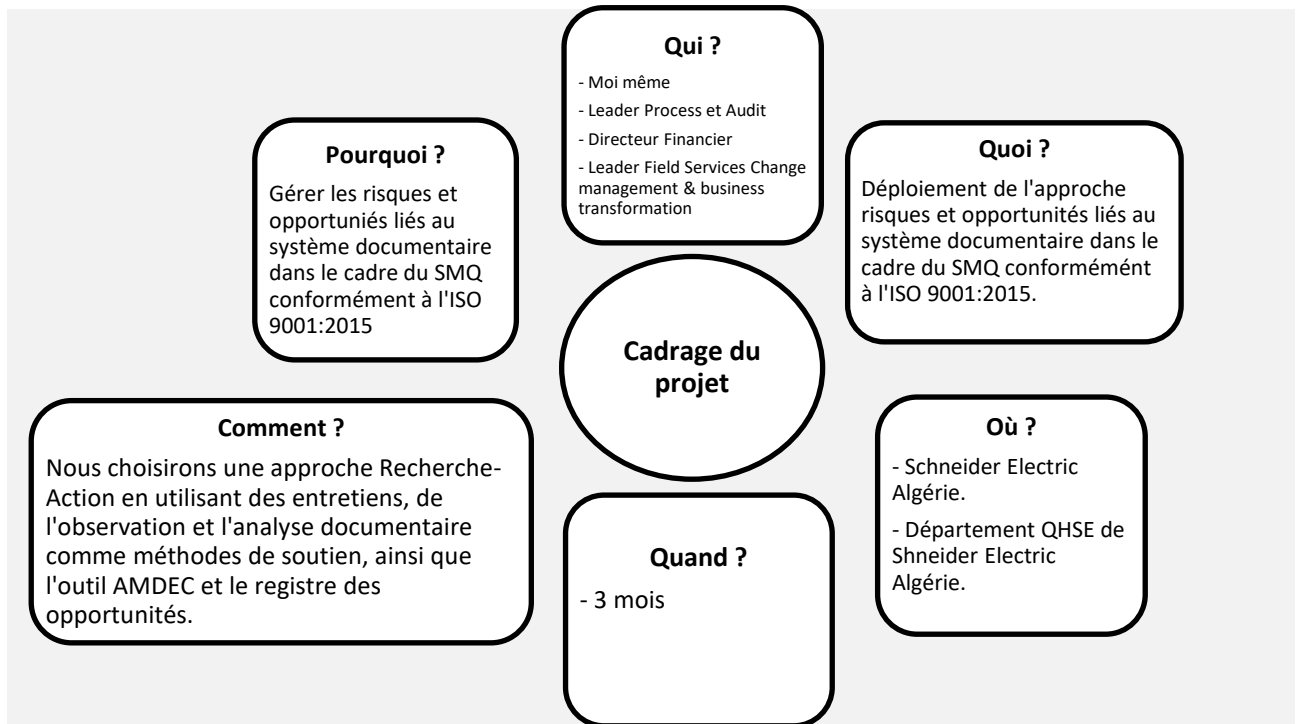 Qui ?
- Moi même
- Leader Process et Audit
- Directeur Financier
- Leader Field Services Change
management & business
transformation
Pourquoi ?
Gérer les risques et
opportuniés liés au
système documentaire
dans le cadre du SMQ
conformément à l'ISO
9001:2015
Quoi ?
Déploiement de l'approche
risques et opportunités liés au
système documentaire dans le
cadre du SMQ conformémént
à l'ISO 9001:2015.
Cadrage du
projet
Comment ?
Nous choisirons une approche Recherche-
Action en utilisant des entretiens, de
l'observation et l'analyse documentaire
comme méthodes de soutien, ainsi que
l'outil AMDEC et le registre des
opportunités.
Où ?
- Schneider Electric
Algérie.
- Département QHSE de
Shneider Electric
Algérie.
Quand ?
- 3 mois